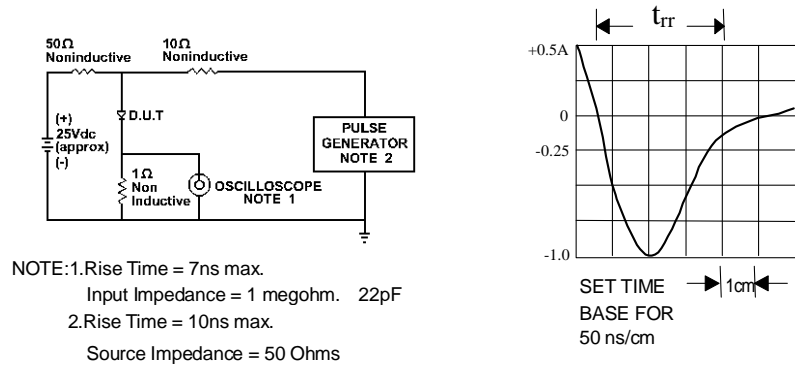 50Ω
Noninductive
10Ω
Noninductive
(+)
25Vdc
(approx)
(-)
D.U.T
1Ω
Non
Inductive
OSCILLOSCOPE
NOTE 1
PULSE
GENERATOR
NOTE 2
NOTE:1.Rise Time = 7ns max.
Input Impedance = 1 megohm. 22pF
2.Rise Time = 10ns max.
Source Impedance = 50 Ohms
trr
+0.5A
0
-0.25
-1.0
SET TIME
BASE FOR
50 ns/cm
1cm